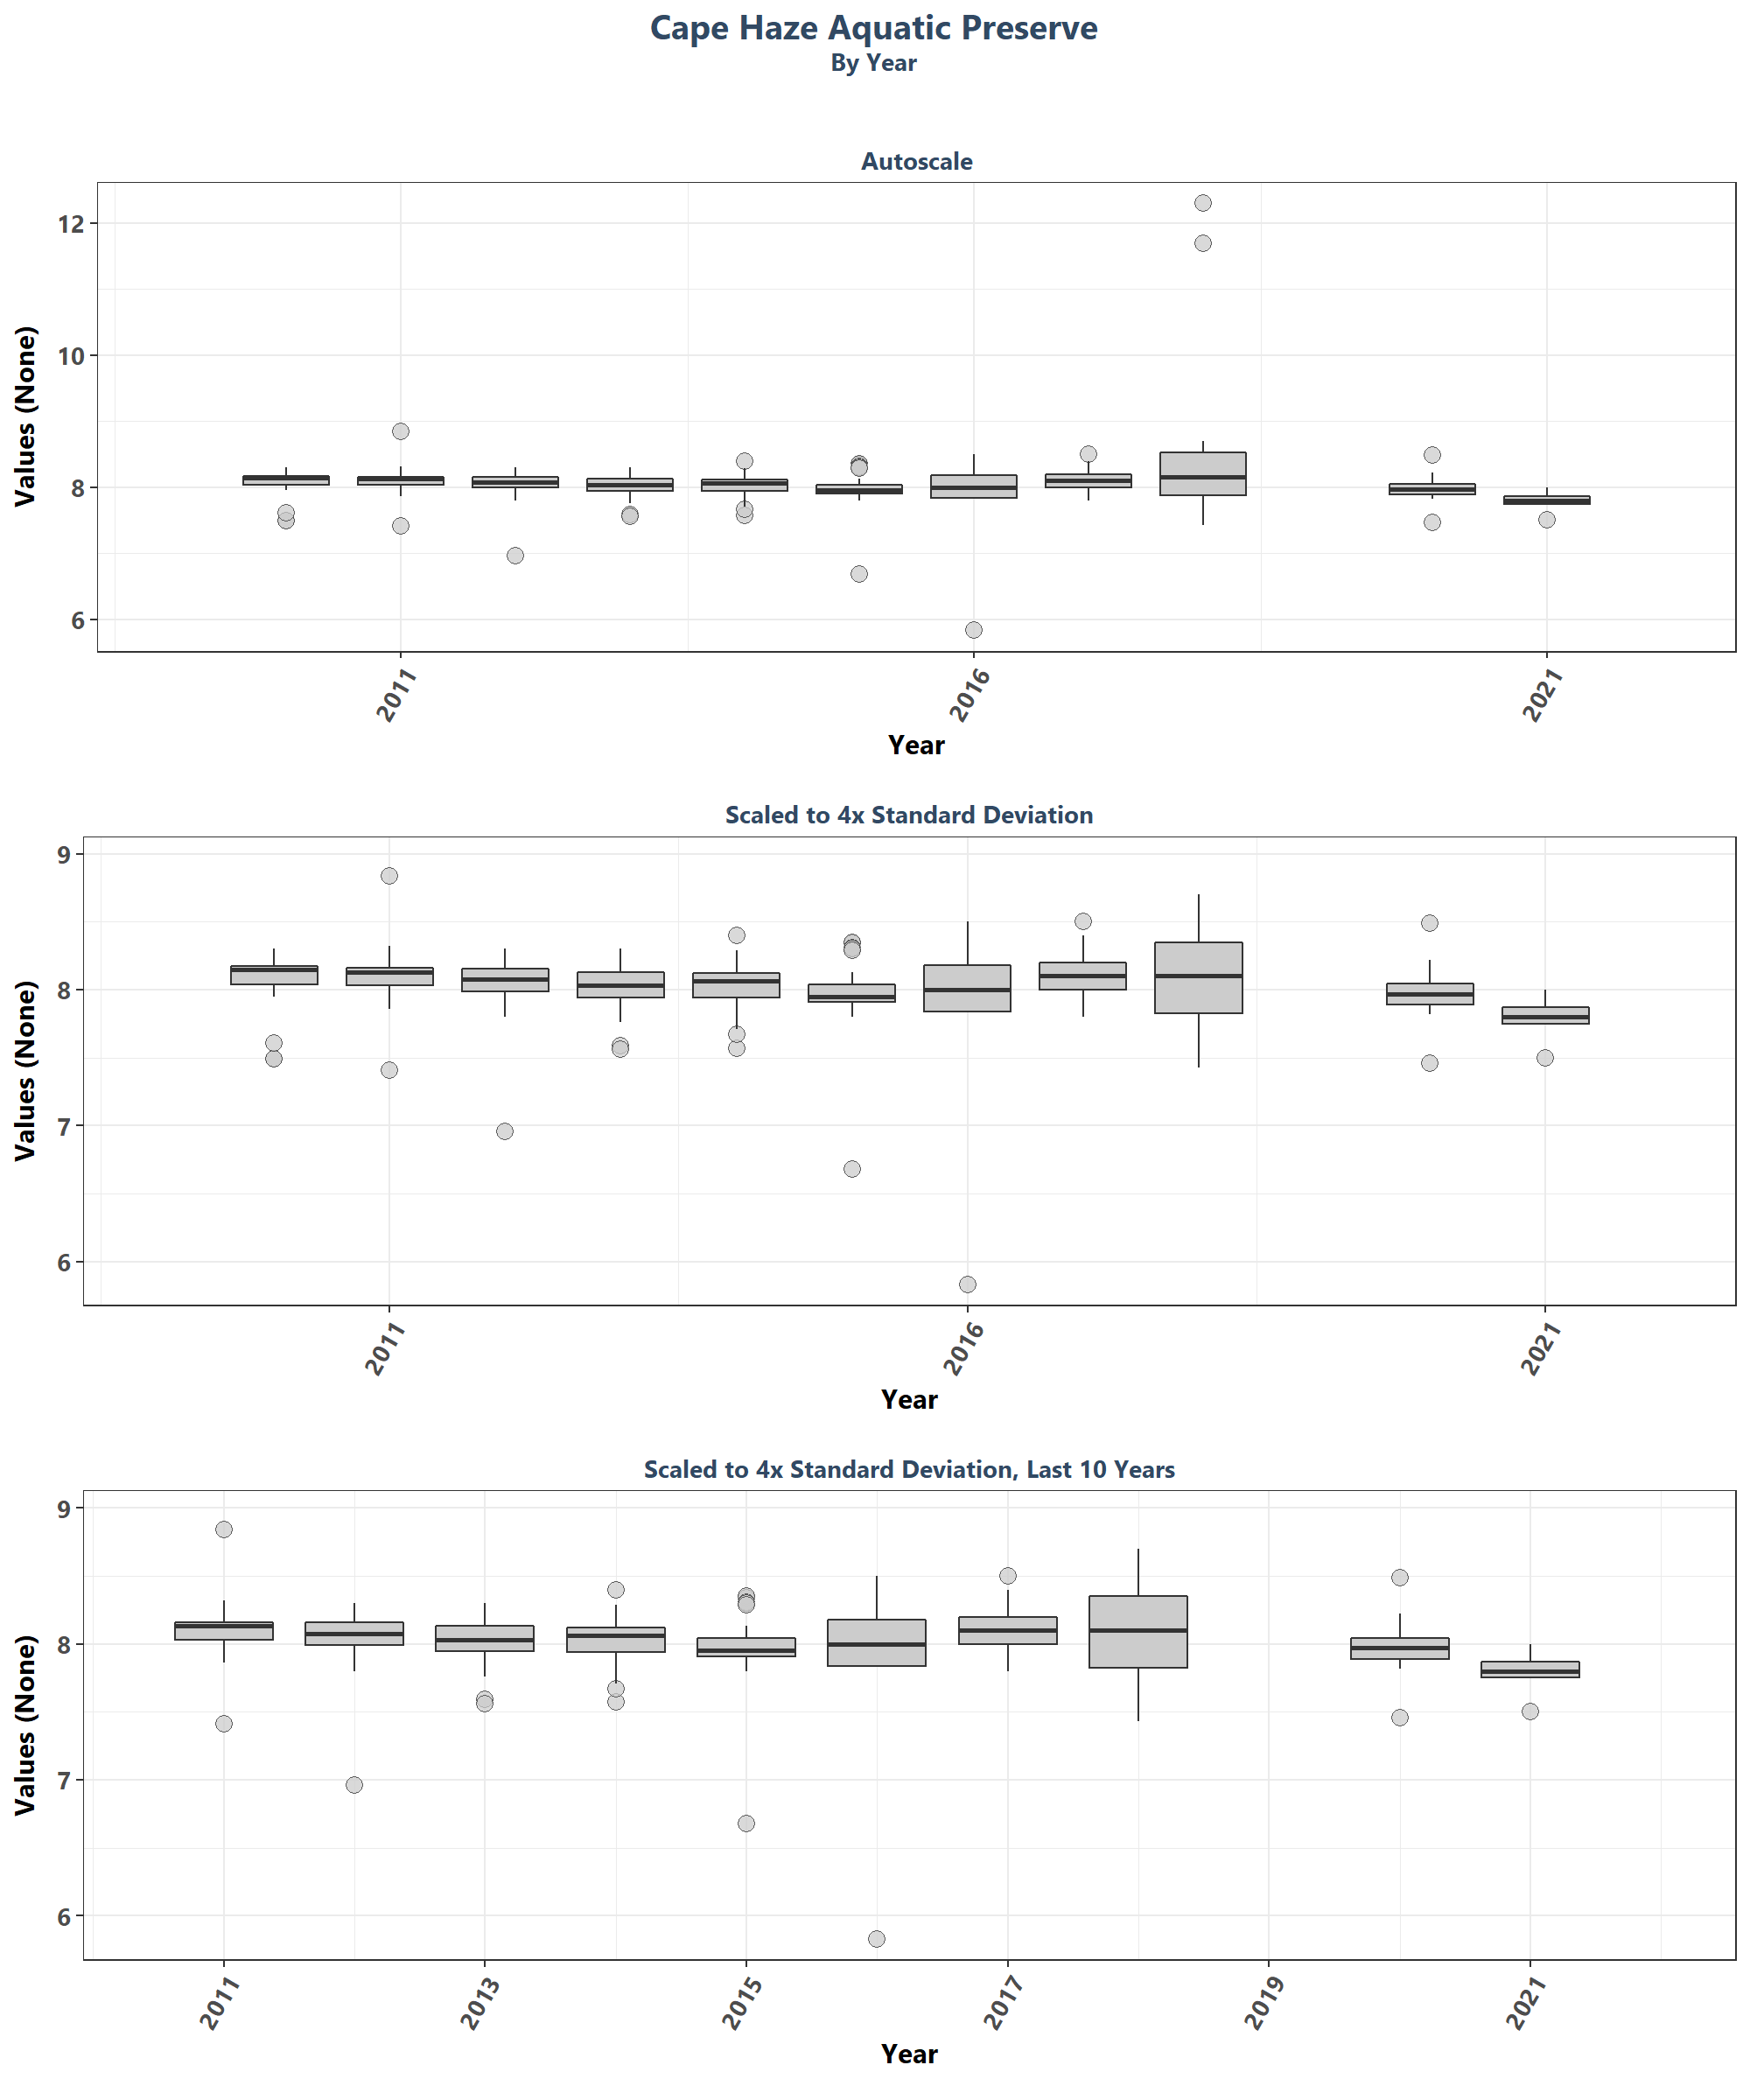 Cape Haze Aquatic Preserve
By Year
Autoscale
Values (None)
12
10
8
6
2011
2016
2021
Year
Scaled to 4x Standard Deviation
Values (None)
9
8
7
6
2011
2016
2021
Year
Scaled to 4x Standard Deviation, Last 10 Years
Values (None)
9
8
7
6
2011
2013
2015
2017
2019
2021
Year